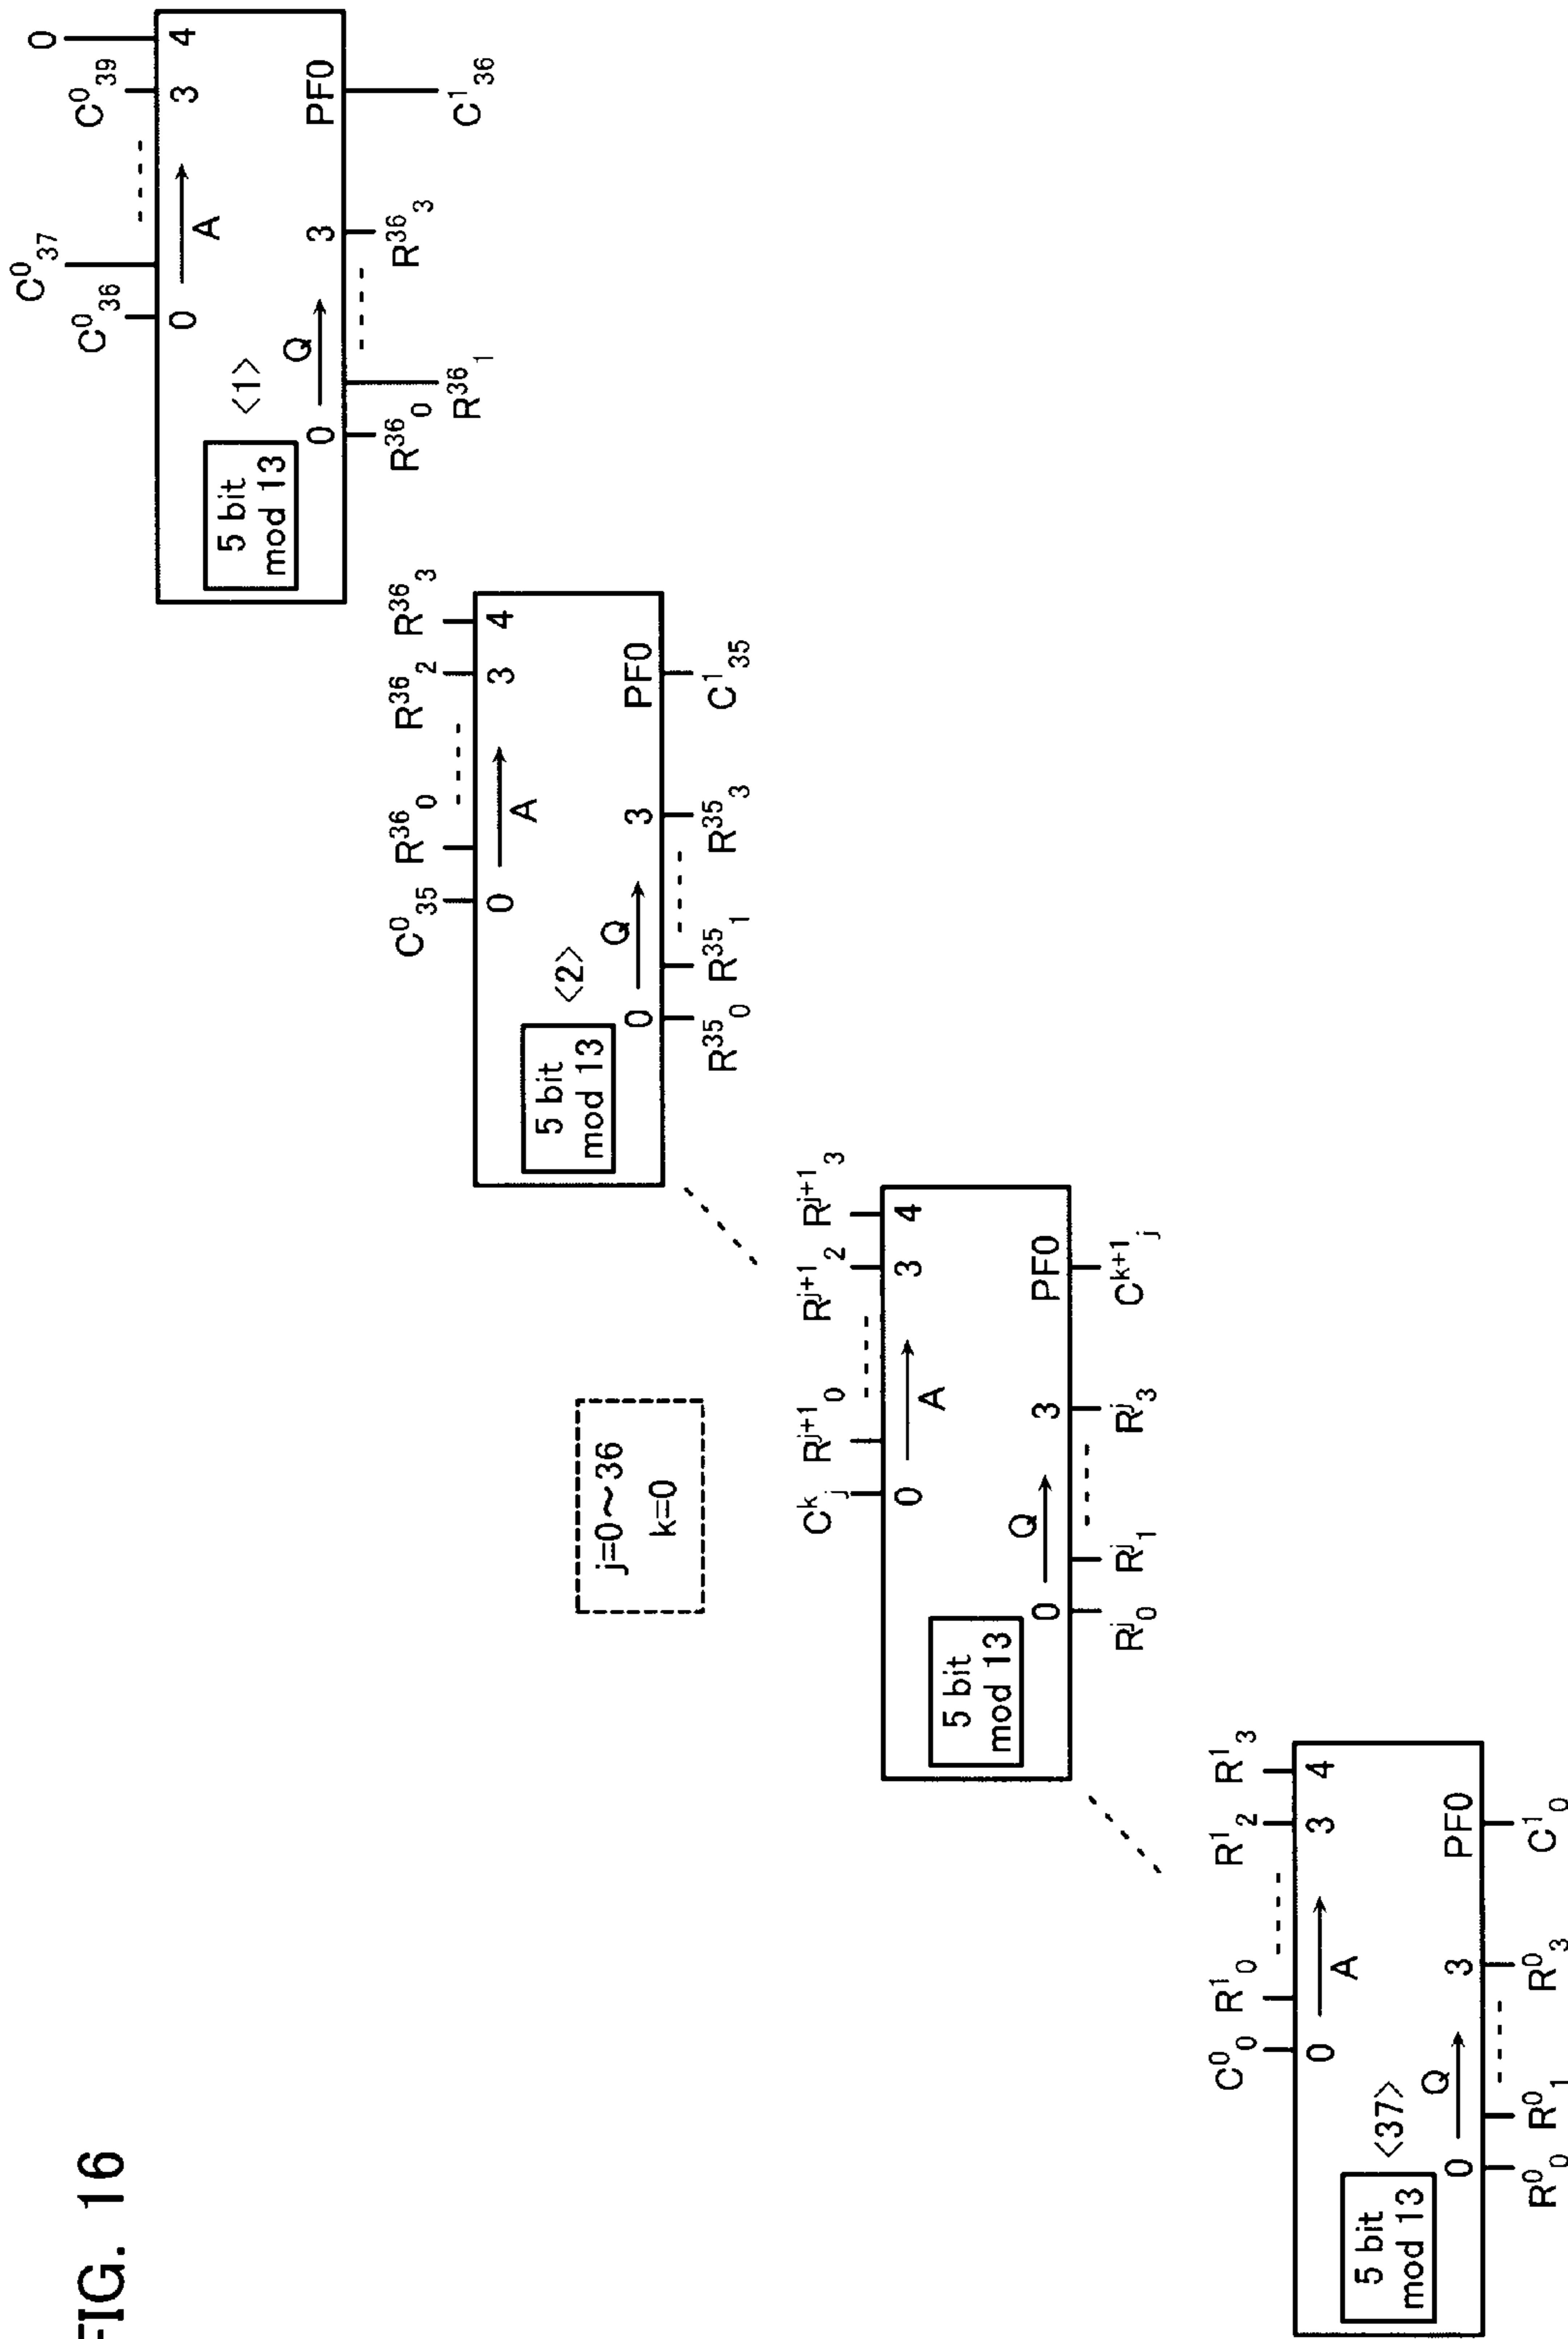 FIG. 16
0
C⁰₃₆ C⁰₃₇ C⁰₃₉
0 3 4
A
<1>
5 bit
mod 13
Q
0 3 PF0
R³⁶₀ R³⁶₁ R³⁶₃ C¹₃₆
C⁰₃₅ R³⁶₀ R³⁶₂ R³⁶₃
0 3 4
A
<2>
5 bit
mod 13
Q
0 3 PF0
R³⁵₀ R³⁵₁ R³⁵₃ C¹₃₅
j=0~36
k=0
Cᵏⱼ Rʲ⁺¹₀ Rʲ⁺¹₂ Rʲ⁺¹₃
0 3 4
A
5 bit
mod 13
Q
0 3 PF0
Rʲ₀ Rʲ₁ Rʲ₃ Cᵏ⁺¹ⱼ
C⁰₀ R¹₀ R¹₂ R¹₃
0 3 4
A
<37>
5 bit
mod 13
Q
0 3 PF0
R⁰₀ R⁰₁ R⁰₃ C¹₀